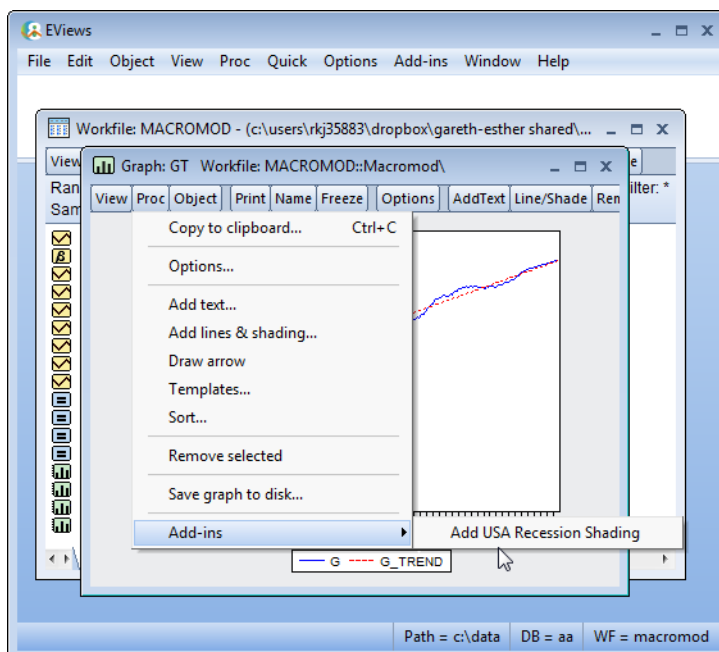 EViews
File Edit Object View Proc Quick Options Add-ins Window Help
Workfile: MACROMOD - (c:\users\rkj35883\dropbox\gareth-esther shared\...
View
Graph: GT Workfile: MACROMOD::Macromod\
Ran
ilter: *
View Proc Object Print Name Freeze Options AddText Line/Shade Ren
Sam
Copy to clipboard... Ctrl+C
Options...
Add text...
Add lines & shading...
Draw arrow
Templates...
Sort...
Remove selected
Save graph to disk...
Add-ins
Add USA Recession Shading
G G_TREND
Path = c:\data DB = aa WF = macromod